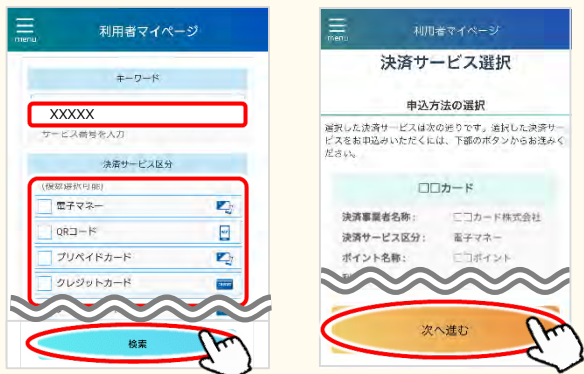 menu
利用者マイページ
キーワード
XXXXX
サービス番号を入力
決済サービス区分
(複数選択可能)
電子マネー
QRコード
プリペイドカード
クレジットカード
検索
menu
利用者マイページ
決済サービス選択
申込方法の選択
選択した決済サービスは次の通りです。選択した決済サー
ビスをお申込みいただくには、下部のボタンからお進みく
ださい。
□□カード
決済事業者名称： □□カード株式会社
決済サービス区分： 電子マネー
ポイント名称： □□ポイント
次へ進む